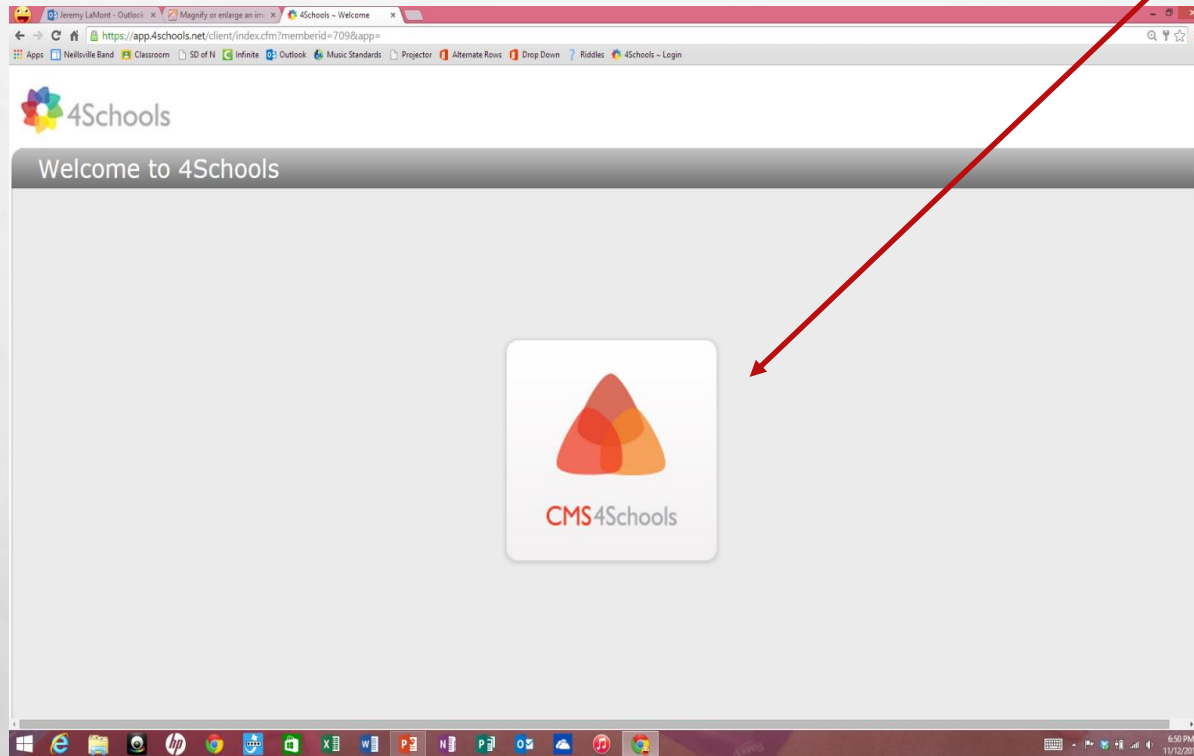 Jeremy LaMont - Outlook
Magnify or enlarge an im
4Schools ~ Welcome
https://app.4schools.net/client/index.cfm?memberid=709&app=
Apps Neillsville Band Classroom SD of N Infinite Outlook Music Standards Projector Alternate Rows Drop Down Riddles 4Schools ~ Login
4Schools
Welcome to 4Schools
CMS4Schools
6:50 PM